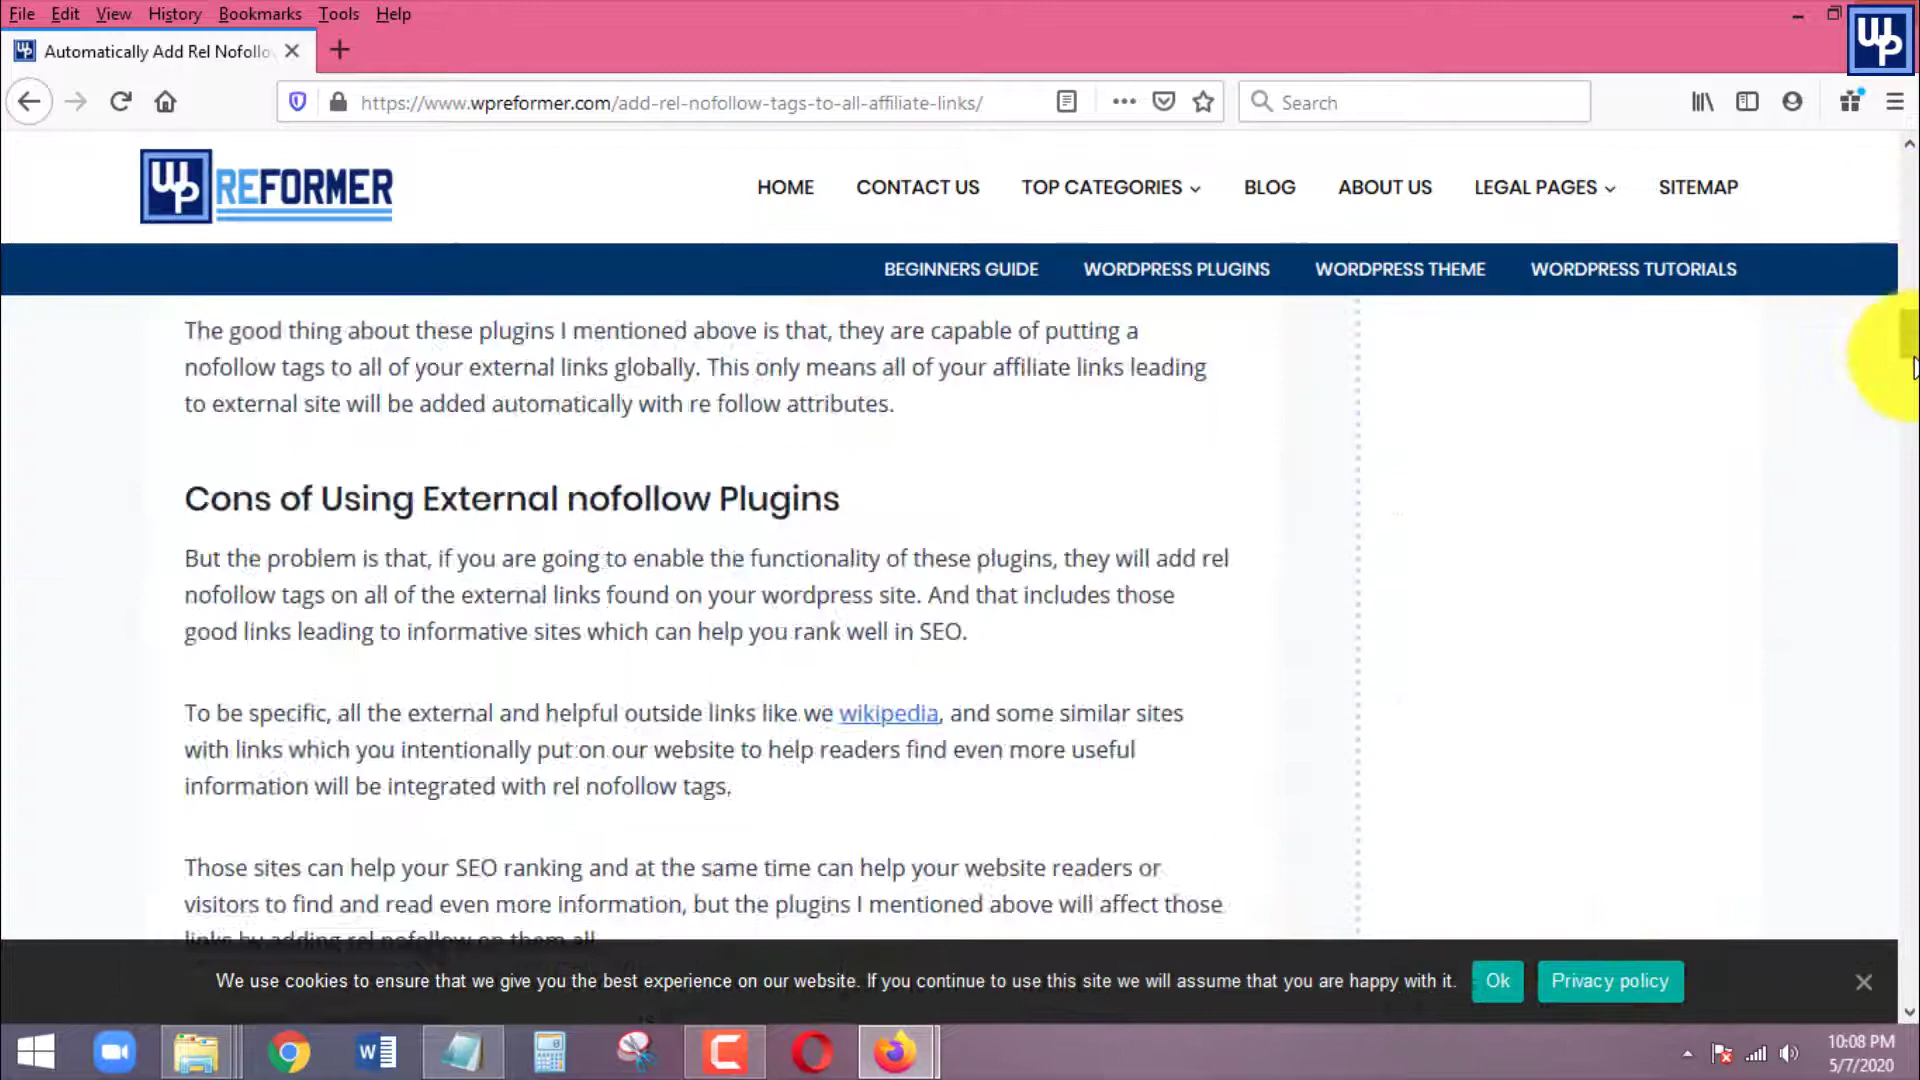 File Edit View History Bookmarks Tools Help
WP
Automatically Add Rel Nofollo
https://www.wpreformer.com/add-rel-nofollow-tags-to-all-affiliate-links/
Search
WP REFORMER
HOME CONTACT US TOP CATEGORIES BLOG ABOUT US LEGAL PAGES SITEMAP
BEGINNERS GUIDE WORDPRESS PLUGINS WORDPRESS THEME WORDPRESS TUTORIALS
The good thing about these plugins I mentioned above is that, they are capable of putting a
nofollow tags to all of your external links globally. This only means all of your affiliate links leading
to external site will be added automatically with re follow attributes.
Cons of Using External nofollow Plugins
But the problem is that, if you are going to enable the functionality of these plugins, they will add rel
nofollow tags on all of the external links found on your wordpress site. And that includes those
good links leading to informative sites which can help you rank well in SEO.
To be specific, all the external and helpful outside links like we wikipedia, and some similar sites
with links which you intentionally put on our website to help readers find even more useful
information will be integrated with rel nofollow tags.
Those sites can help your SEO ranking and at the same time can help your website readers or
visitors to find and read even more information, but the plugins I mentioned above will affect those
links by adding rel nofollow on them all.
We use cookies to ensure that we give you the best experience on our website. If you continue to use this site we will assume that you are happy with it. Ok Privacy policy
10:08 PM
5/7/2020